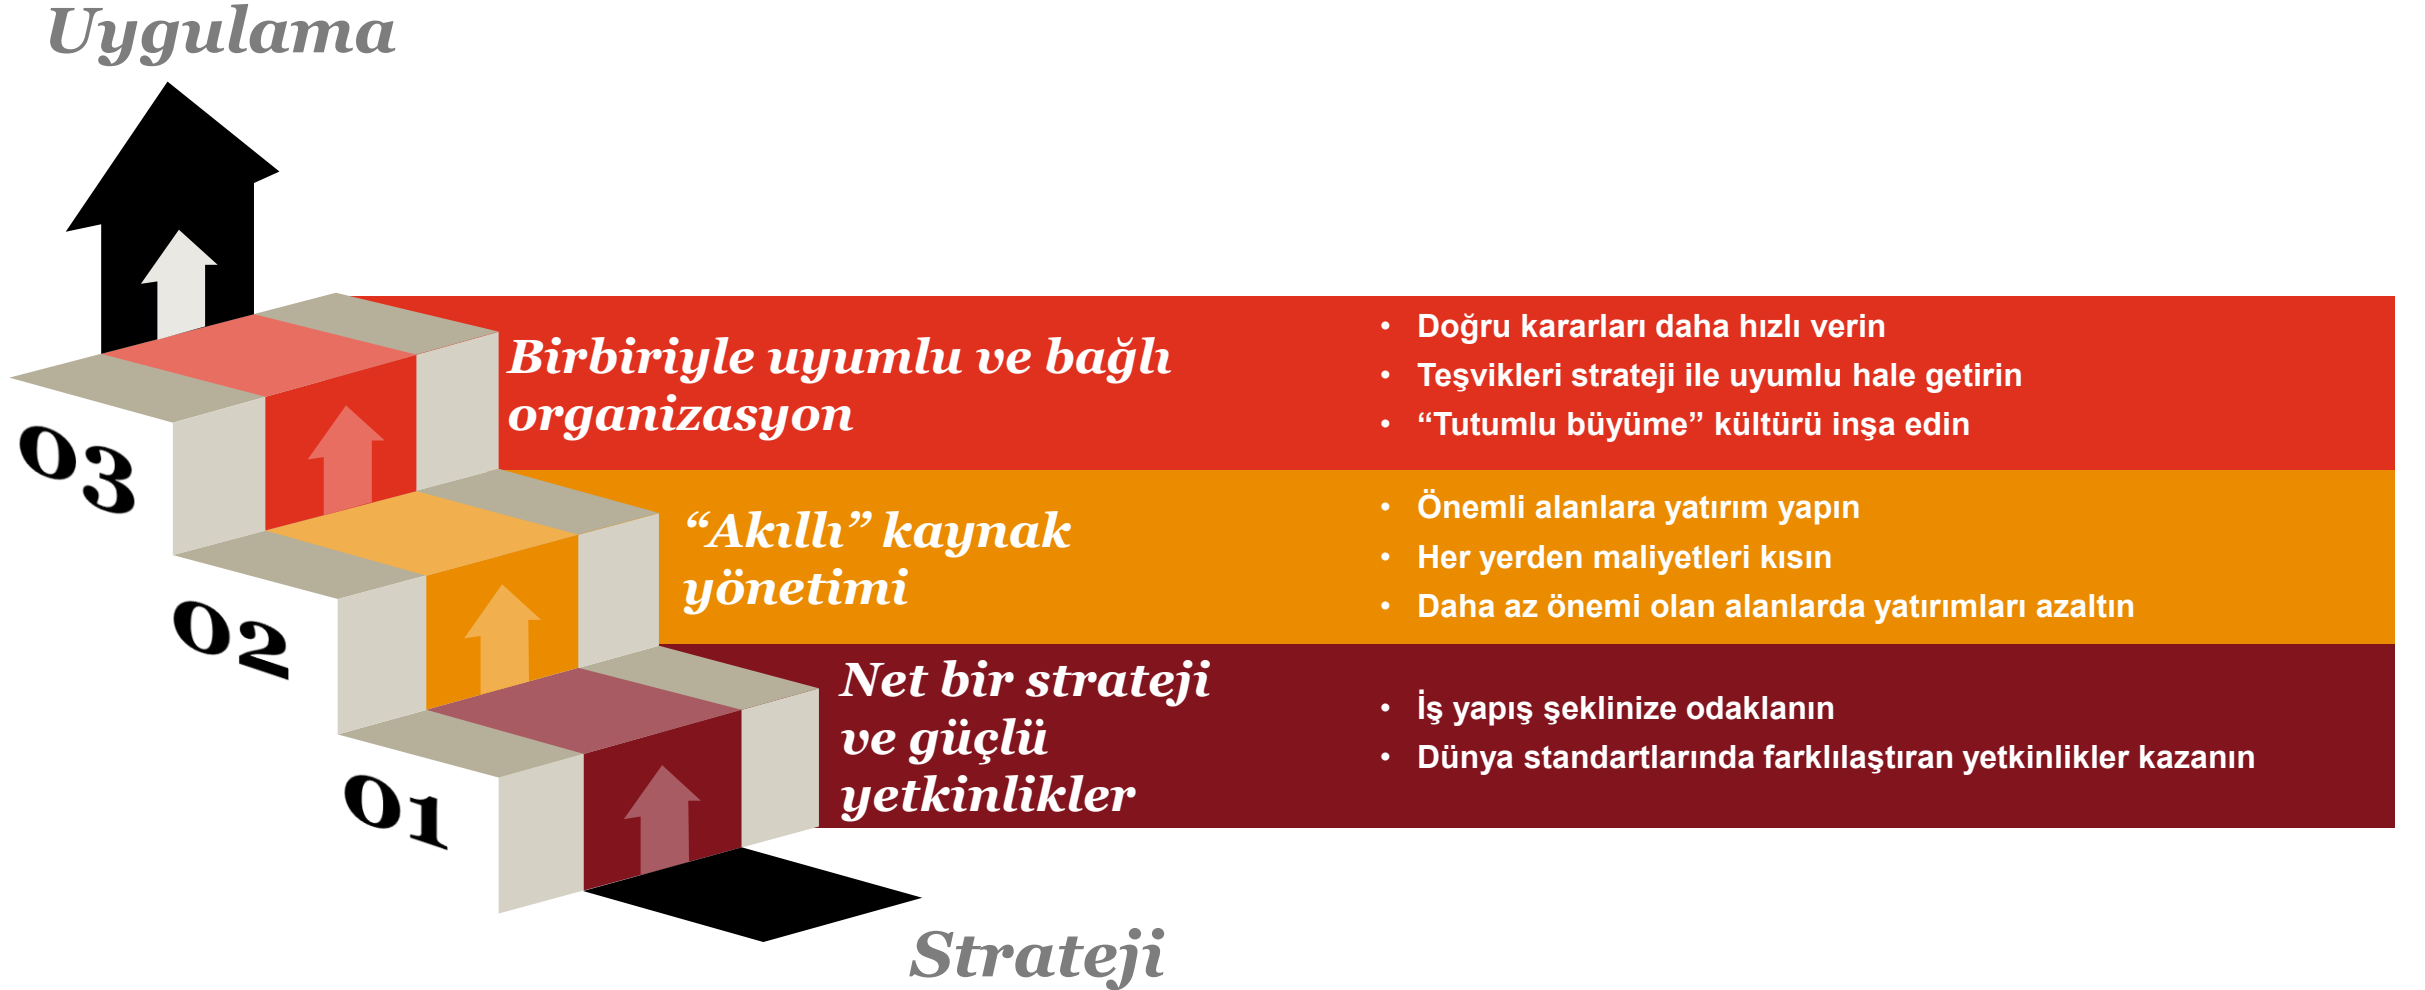 Uygulama
Birbiriyle uyumlu ve bağlı
organizasyon
• Doğru kararları daha hızlı verin
• Teşvikleri strateji ile uyumlu hale getirin
• “Tutumlu büyüme” kültürü inşa edin
03
“Akıllı” kaynak
yönetimi
• Önemli alanlara yatırım yapın
• Her yerden maliyetleri kısın
• Daha az önemi olan alanlarda yatırımları azaltın
02
Net bir strateji
ve güçlü
yetkinlikler
• İş yapış şeklinize odaklanın
• Dünya standartlarında farklılaştıran yetkinlikler kazanın
01
Strateji